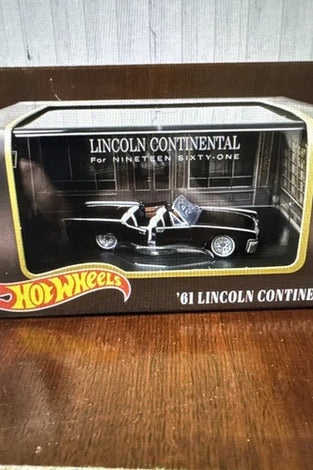 LINCOLN CONTINENTAL
For NINETEEN SIXTY-ONE
HOT WHEELS
'61 LINCOLN CONTINE